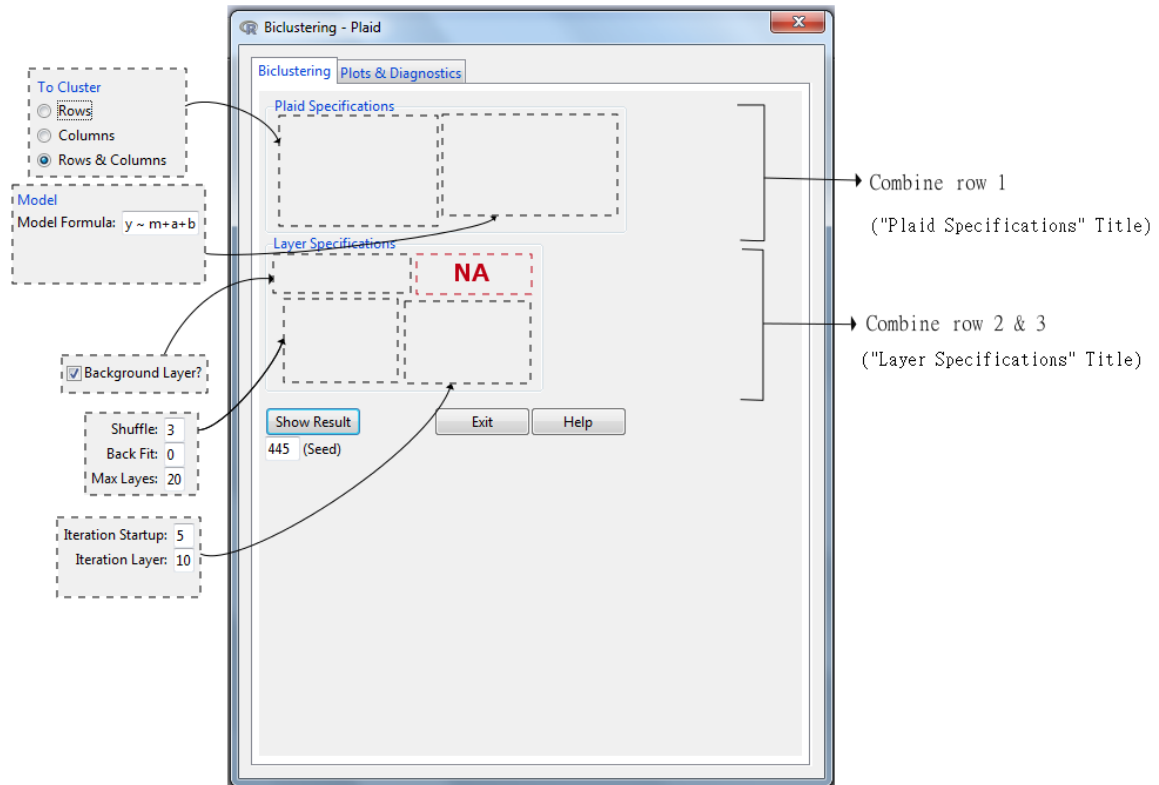 Biclustering - Plaid
Biclustering
Plots & Diagnostics
To Cluster
Rows
Columns
Rows & Columns
Model
Model Formula: y ~ m+a+b
Plaid Specifications
Combine row 1
("Plaid Specifications" Title)
Layer Specifications
NA
Combine row 2 & 3
("Layer Specifications" Title)
Background Layer?
Shuffle: 3
Back Fit: 0
Max Layes: 20
Iteration Startup: 5
Iteration Layer: 10
Show Result
Exit
Help
445 (Seed)